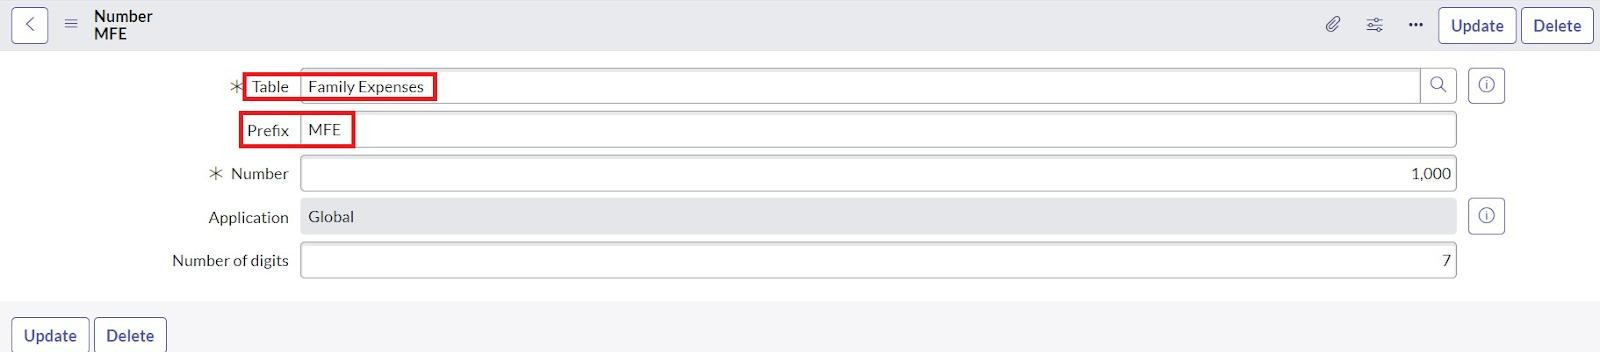 Number
MFE
Update Delete
Table Family Expenses
Prefix MFE
Number 1,000
Application Global
Number of digits 7
Update Delete